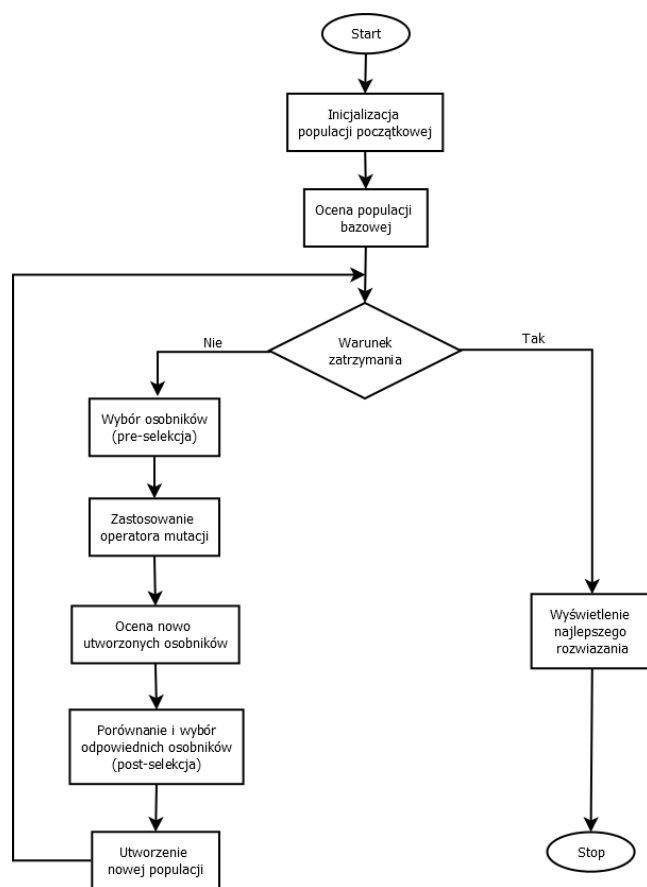 Start
Inicjalizacja
populacji początkowej
Ocena populacji
bazowej
Warunek
zatrzymania
Nie
Tak
Wybór osobników
(pre-selekcja)
Zastosowanie
operatora mutacji
Ocena nowo
utworzonych osobników
Porównanie i wybór
odpowiednich osobników
(post-selekcja)
Utworzenie
nowej populacji
Wyświetlenie
najlepszego
rozwiazania
Stop